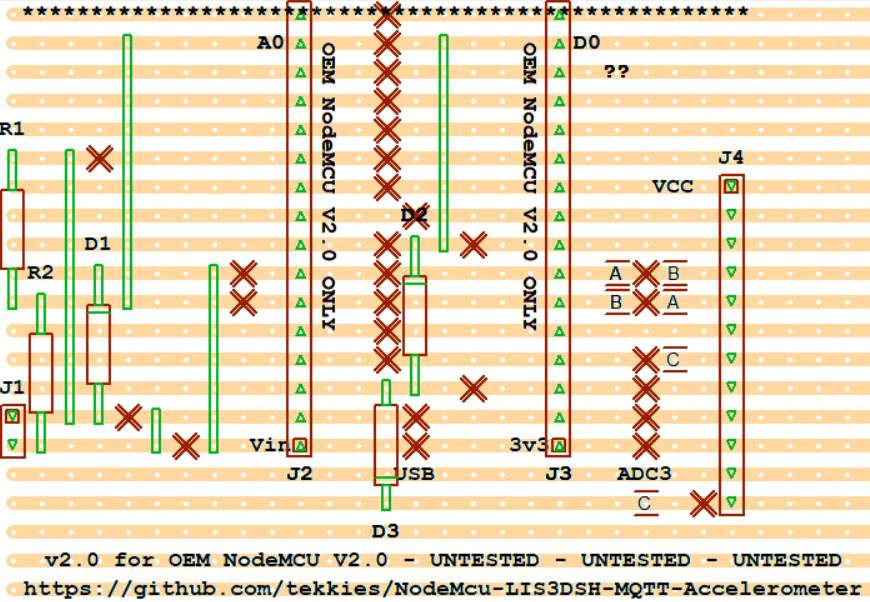 *******************************************************
A0
D0
OEM NodeMCU V2.0 ONLY
OEM NodeMCU V2.0 ONLY
??
R1
J4
VCC
D2
D1
R2
A B
B A
C
J1
Vin
3v3
J2
USB
J3
ADC3
C
D3
v2.0 for OEM NodeMCU V2.0 - UNTESTED - UNTESTED - UNTESTED
https://github.com/tekkies/NodeMcu-LIS3DSH-MQTT-Accelerometer